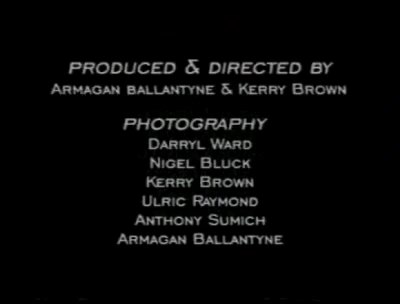 PRODUCED & DIRECTED BY
ARMAGAN BALLANTYNE & KERRY BROWN
PHOTOGRAPHY
DARRYL WARD
NIGEL BLUCK
KERRY BROWN
ULRIC RAYMOND
ANTHONY SUMICH
ARMAGAN BALLANTYNE